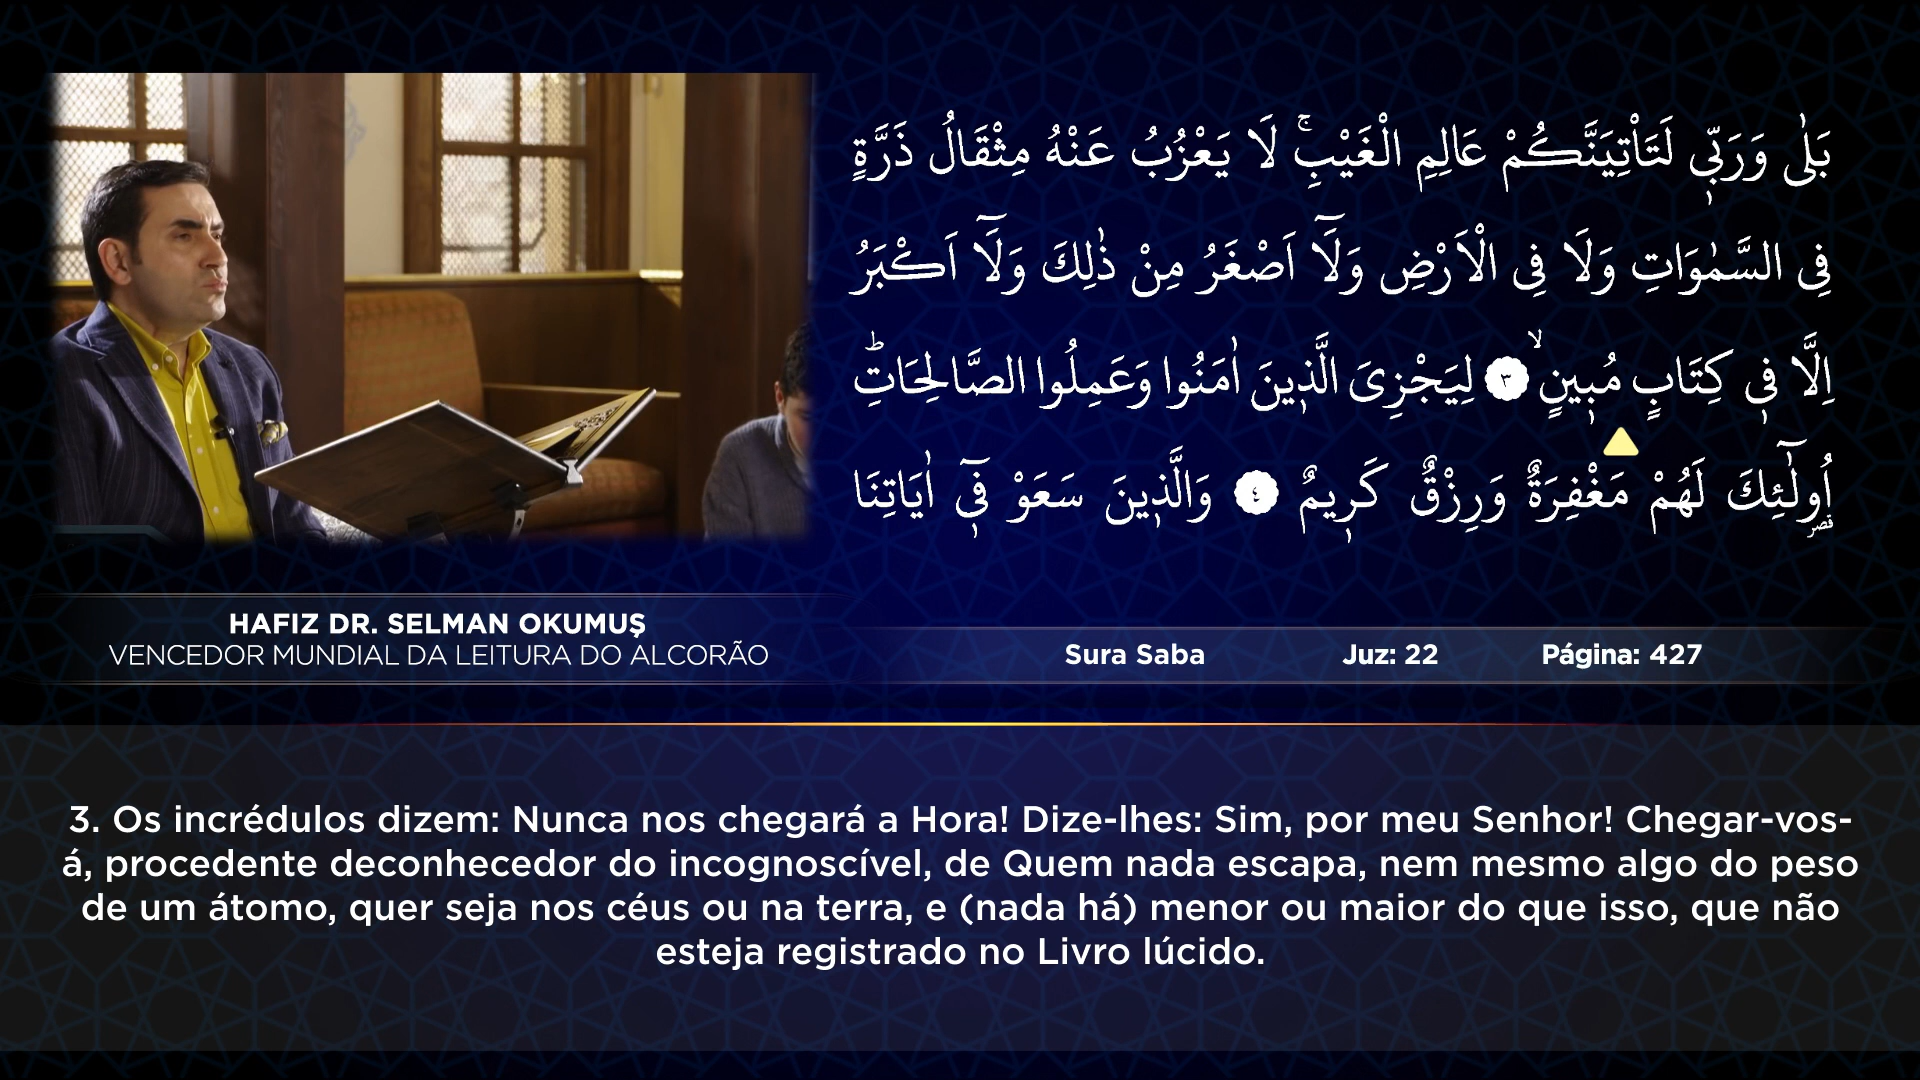 بَلٰى وَرَبّٖي لَتَأْتِيَنَّكُمْ عَالِمِ الْغَيْبِۚ لَا يَعْزُبُ عَنْهُ مِثْقَالُ ذَرَّةٍ
فِي السَّمٰوَاتِ وَلَا فِي الْاَرْضِ وَلَٓا اَصْغَرُ مِنْ ذٰلِكَ وَلَٓا اَكْبَرُ
اِلَّا فٖي كِتَابٍ مُبٖينٍۙ ٣ لِيَجْزِيَ الَّذٖينَ اٰمَنُوا وَعَمِلُوا الصَّالِحَاتِؕ
اُو۬لٰٓئِكَ لَهُمْ مَغْفِرَةٌ وَرِزْقٌ كَرٖيمٌ ٤ وَالَّذٖينَ سَعَوْ فٖٓي اٰيَاتِنَا
HAFIZ DR. SELMAN OKUMUŞ
VENCEDOR MUNDIAL DA LEITURA DO ALCORÃO
Sura Saba Juz: 22 Página: 427
3. Os incrédulos dizem: Nunca nos chegará a Hora! Dize-lhes: Sim, por meu Senhor! Chegar-vos-
á, procedente deconhecedor do incognoscível, de Quem nada escapa, nem mesmo algo do peso
de um átomo, quer seja nos céus ou na terra, e (nada há) menor ou maior do que isso, que não
esteja registrado no Livro lúcido.